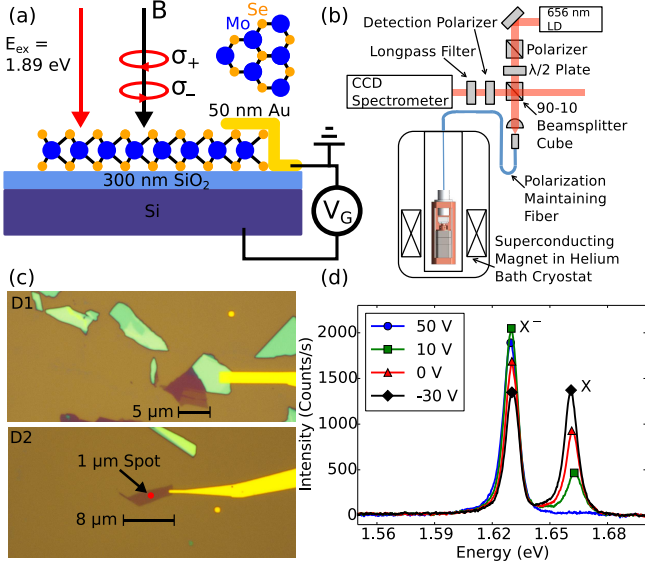 (a)
B
Se
Mo
E_ex =
1.89 eV
σ+
σ−
50 nm Au
300 nm SiO₂
Si
V_G
(b)
656 nm
LD
Detection Polarizer
Longpass Filter
Polarizer
λ/2 Plate
CCD
Spectrometer
90-10
Beamsplitter
Cube
Polarization
Maintaining
Fiber
Superconducting
Magnet in Helium
Bath Cryostat
(c)
D1
5 μm
D2
1 μm Spot
8 μm
(d)
50 V
10 V
0 V
-30 V
X⁻
X
Intensity (Counts/s)
2000
1500
1000
500
0
1.56
1.59
1.62
1.65
1.68
Energy (eV)